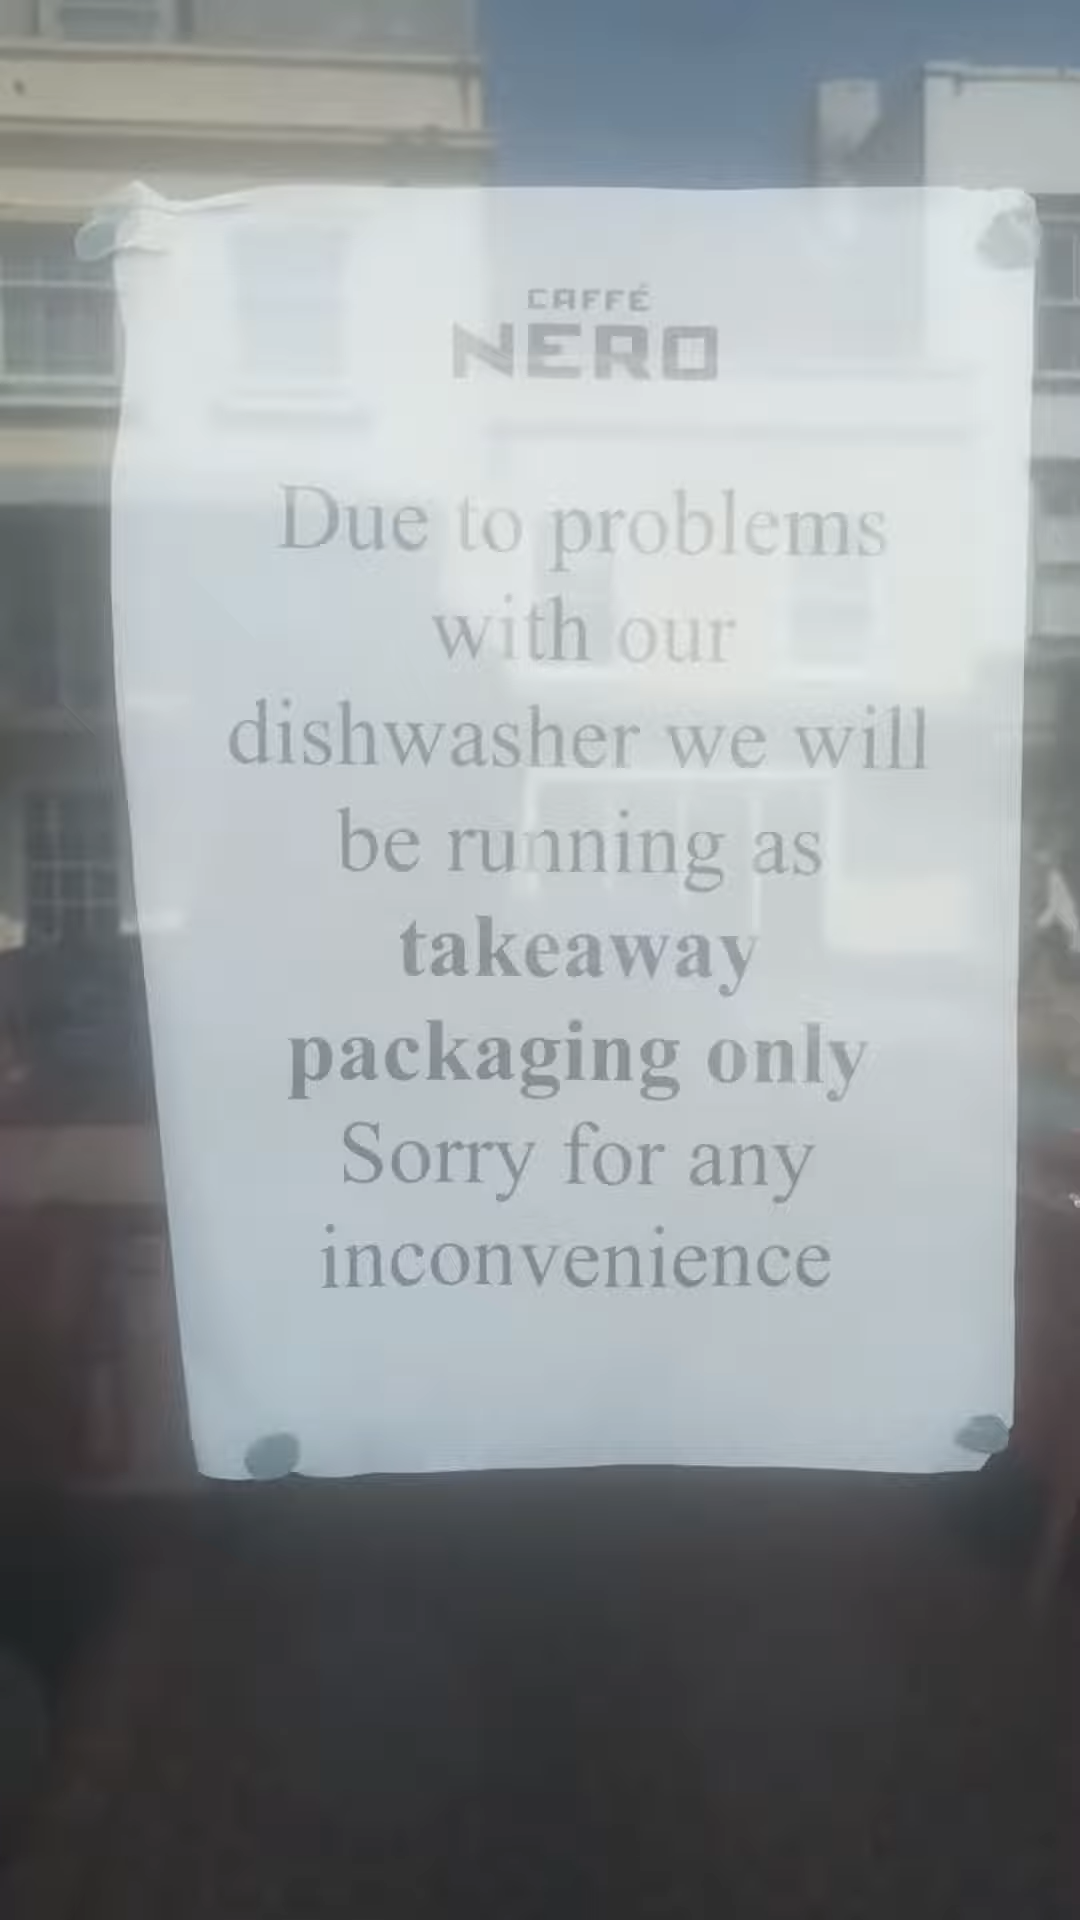 CAFFÉ
NERO
Due to problems
with our
dishwasher we will
be running as
takeaway
packaging only
Sorry for any
inconvenience